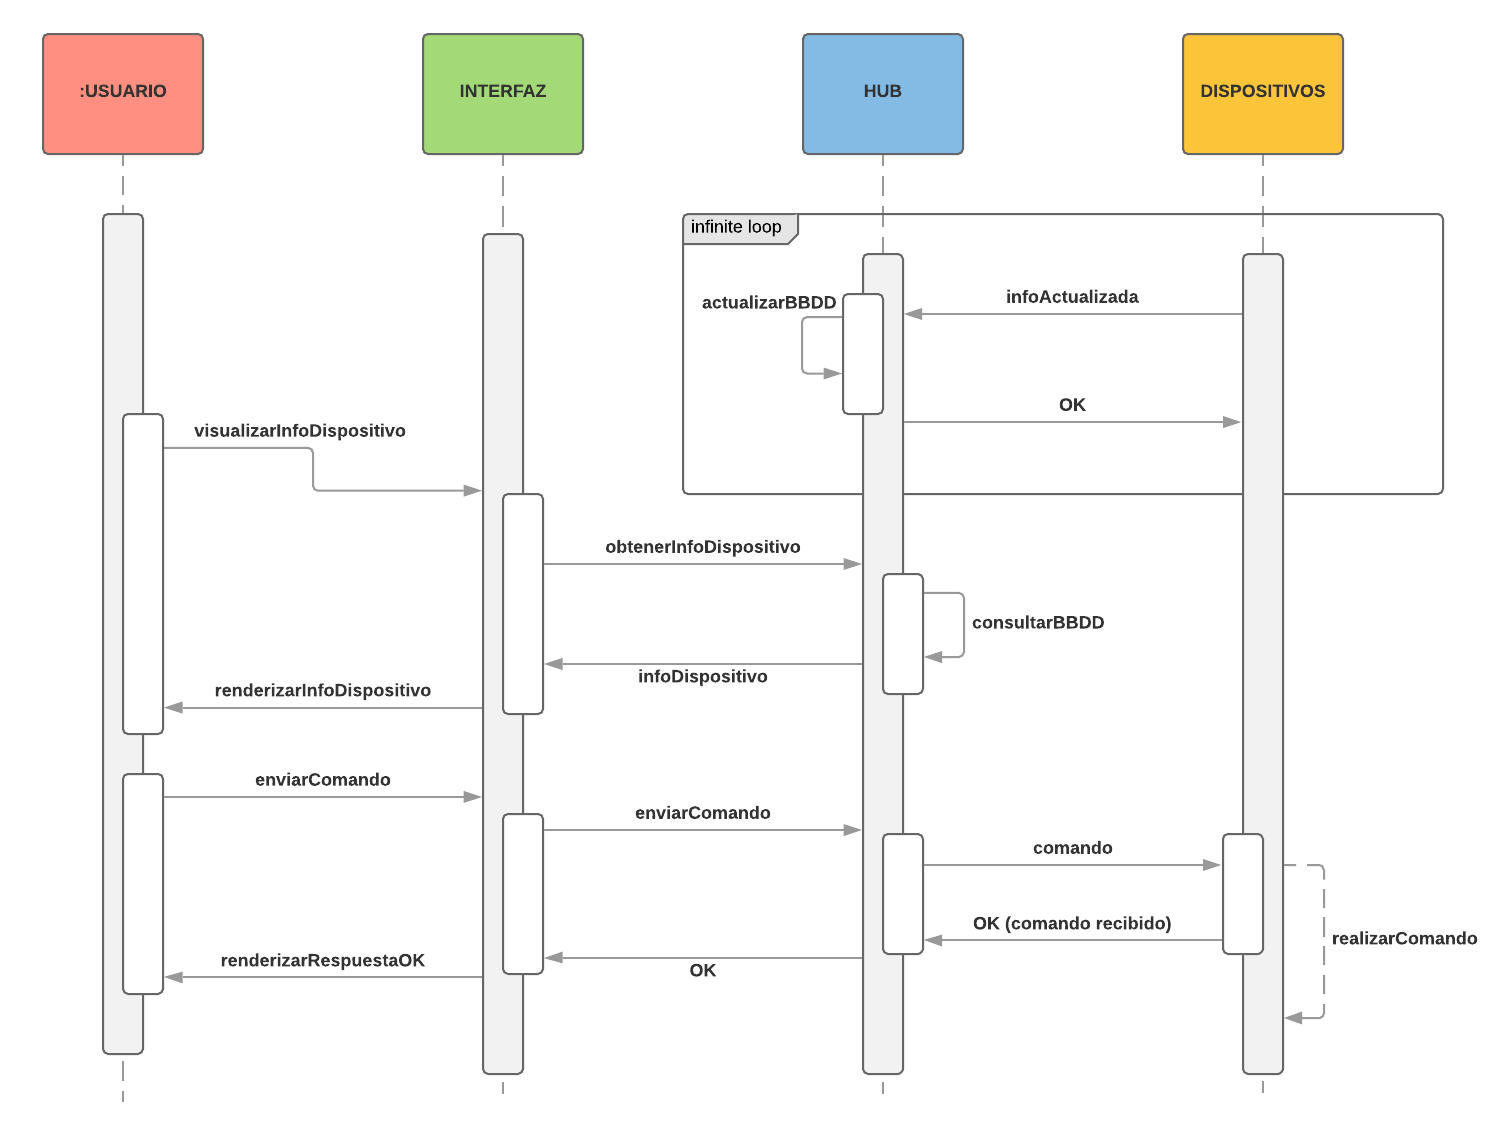 :USUARIO
INTERFAZ
HUB
DISPOSITIVOS
infinite loop
actualizarBBDD
infoActualizada
OK
visualizarInfoDispositivo
obtenerInfoDispositivo
consultarBBDD
infoDispositivo
renderizarInfoDispositivo
enviarComando
enviarComando
comando
OK (comando recibido)
realizarComando
renderizarRespuestaOK
OK